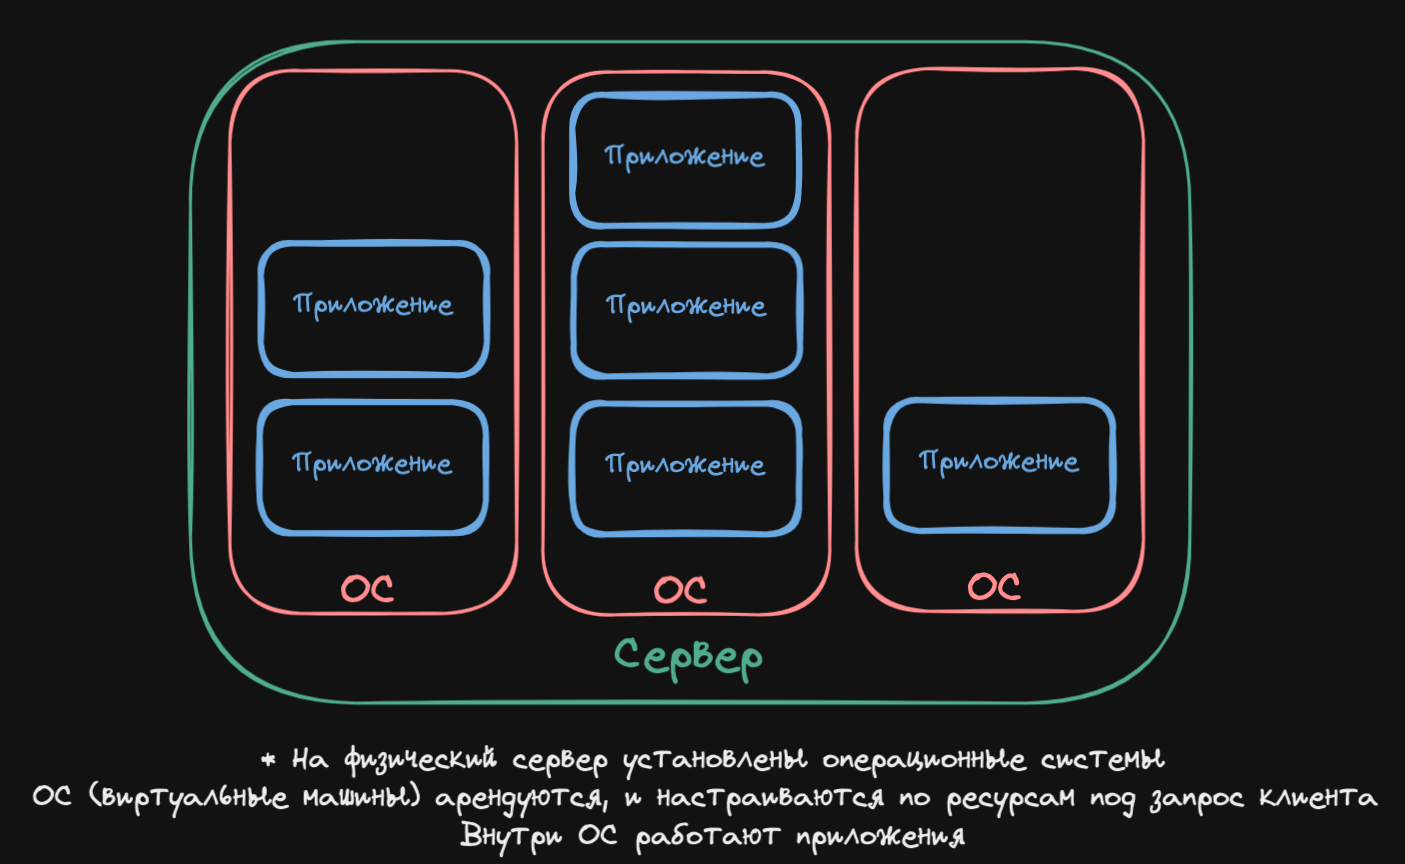 Приложение
Приложение
Приложение
Приложение
Приложение
Приложение
ОС
ОС
ОС
Сервер
* На физический сервер установлены операционные системы
ОС (виртуальные машины) арендуются, и настраиваются по ресурсам под запрос клиента
Внутри ОС работают приложения